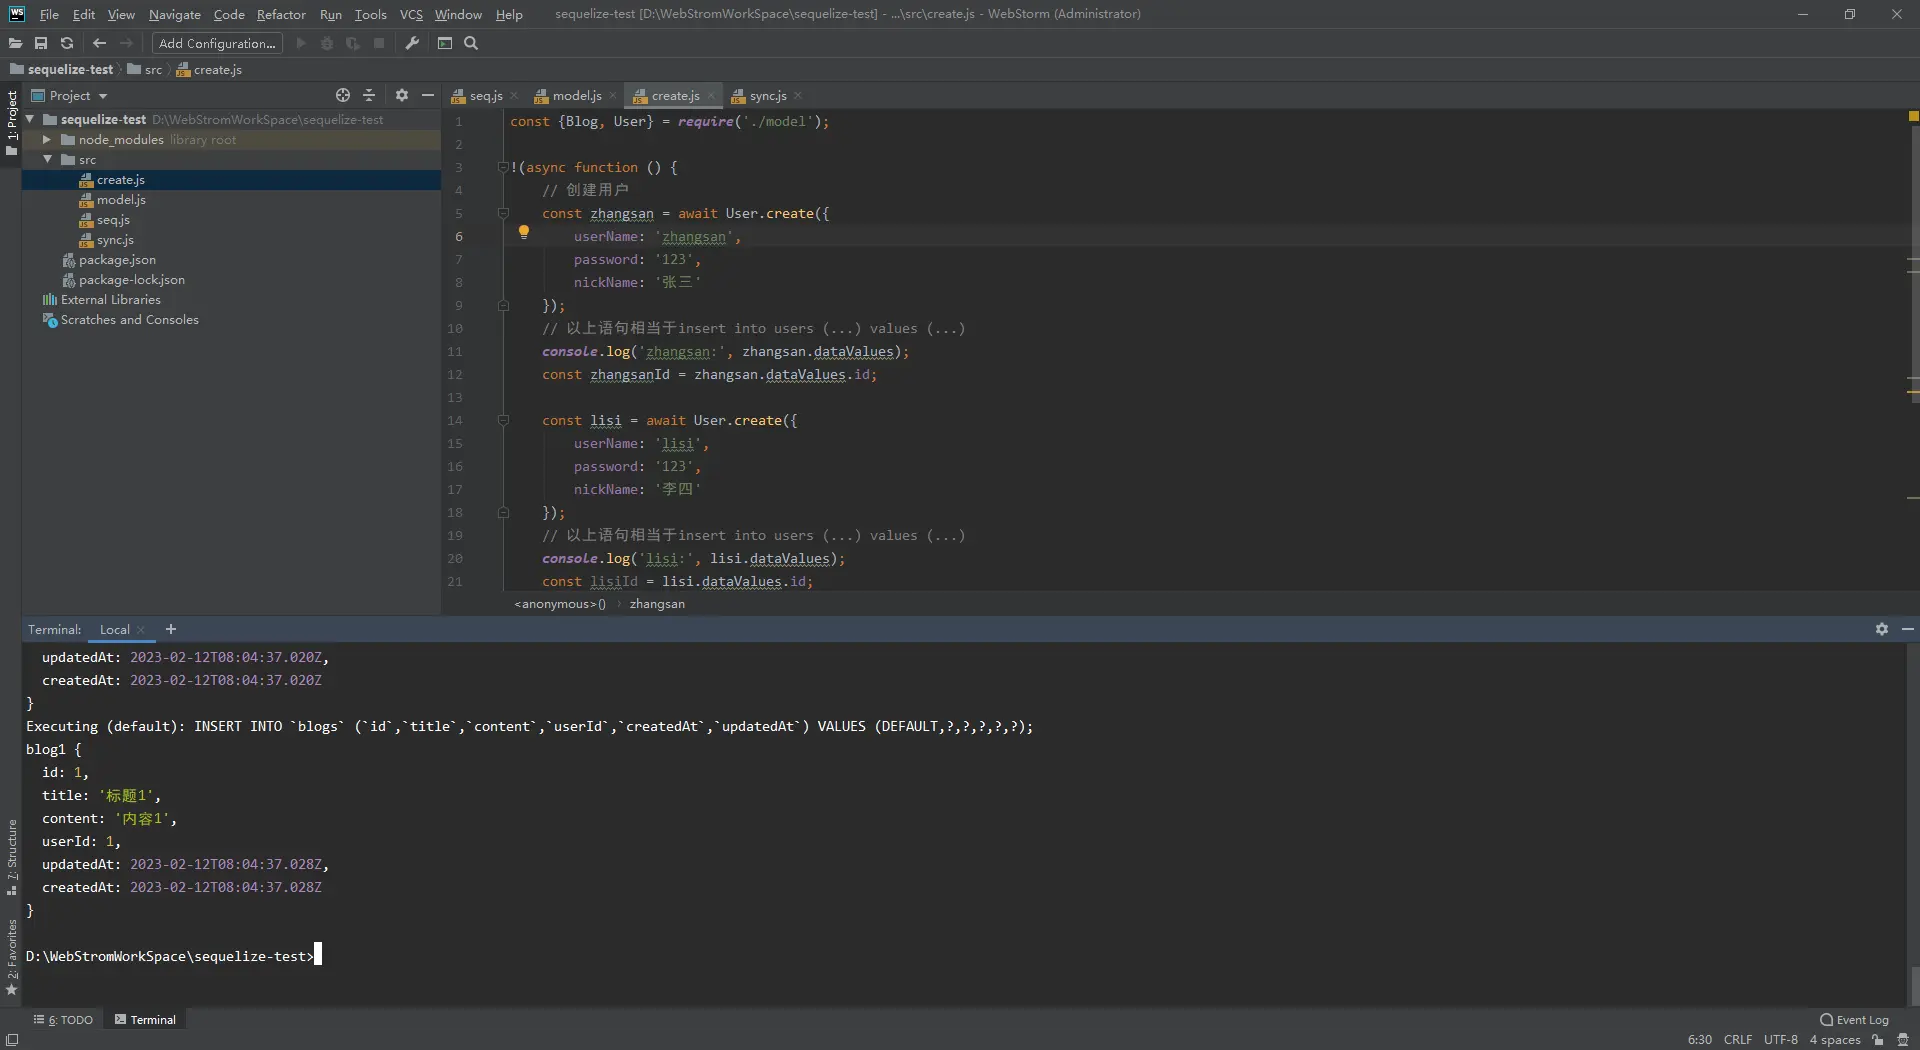 WS File Edit View Navigate Code Refactor Run Tools VCS Window Help sequelize-test [D:\WebStromWorkSpace\sequelize-test] - ...\src\create.js - WebStorm (Administrator)
Add Configuration...
sequelize-test src create.js
1: Project
Project
seq.js model.js create.js sync.js
sequelize-test D:\WebStromWorkSpace\sequelize-test
node_modules library root
src
create.js
model.js
seq.js
sync.js
package.json
package-lock.json
External Libraries
Scratches and Consoles
1 const {Blog, User} = require('./model');
2
3 !(async function () {
4 // 创建用户
5 const zhangsan = await User.create({
6 userName: 'zhangsan',
7 password: '123',
8 nickName: '张三'
9 });
10 // 以上语句相当于insert into users (...) values (...)
11 console.log('zhangsan:', zhangsan.dataValues);
12 const zhangsanId = zhangsan.dataValues.id;
13
14 const lisi = await User.create({
15 userName: 'lisi',
16 password: '123',
17 nickName: '李四'
18 });
19 // 以上语句相当于insert into users (...) values (...)
20 console.log('lisi:', lisi.dataValues);
21 const lisiId = lisi.dataValues.id;
<anonymous>() zhangsan
Terminal: Local +
updatedAt: 2023-02-12T08:04:37.020Z,
createdAt: 2023-02-12T08:04:37.020Z
}
Executing (default): INSERT INTO `blogs` (`id`,`title`,`content`,`userId`,`createdAt`,`updatedAt`) VALUES (DEFAULT,?,?,?,?,?);
blog1 {
id: 1,
title: '标题1',
content: '内容1',
userId: 1,
updatedAt: 2023-02-12T08:04:37.028Z,
createdAt: 2023-02-12T08:04:37.028Z
}
D:\WebStromWorkSpace\sequelize-test>
7: Structure
2: Favorites
6: TODO Terminal Event Log
6:30 CRLF UTF-8 4 spaces